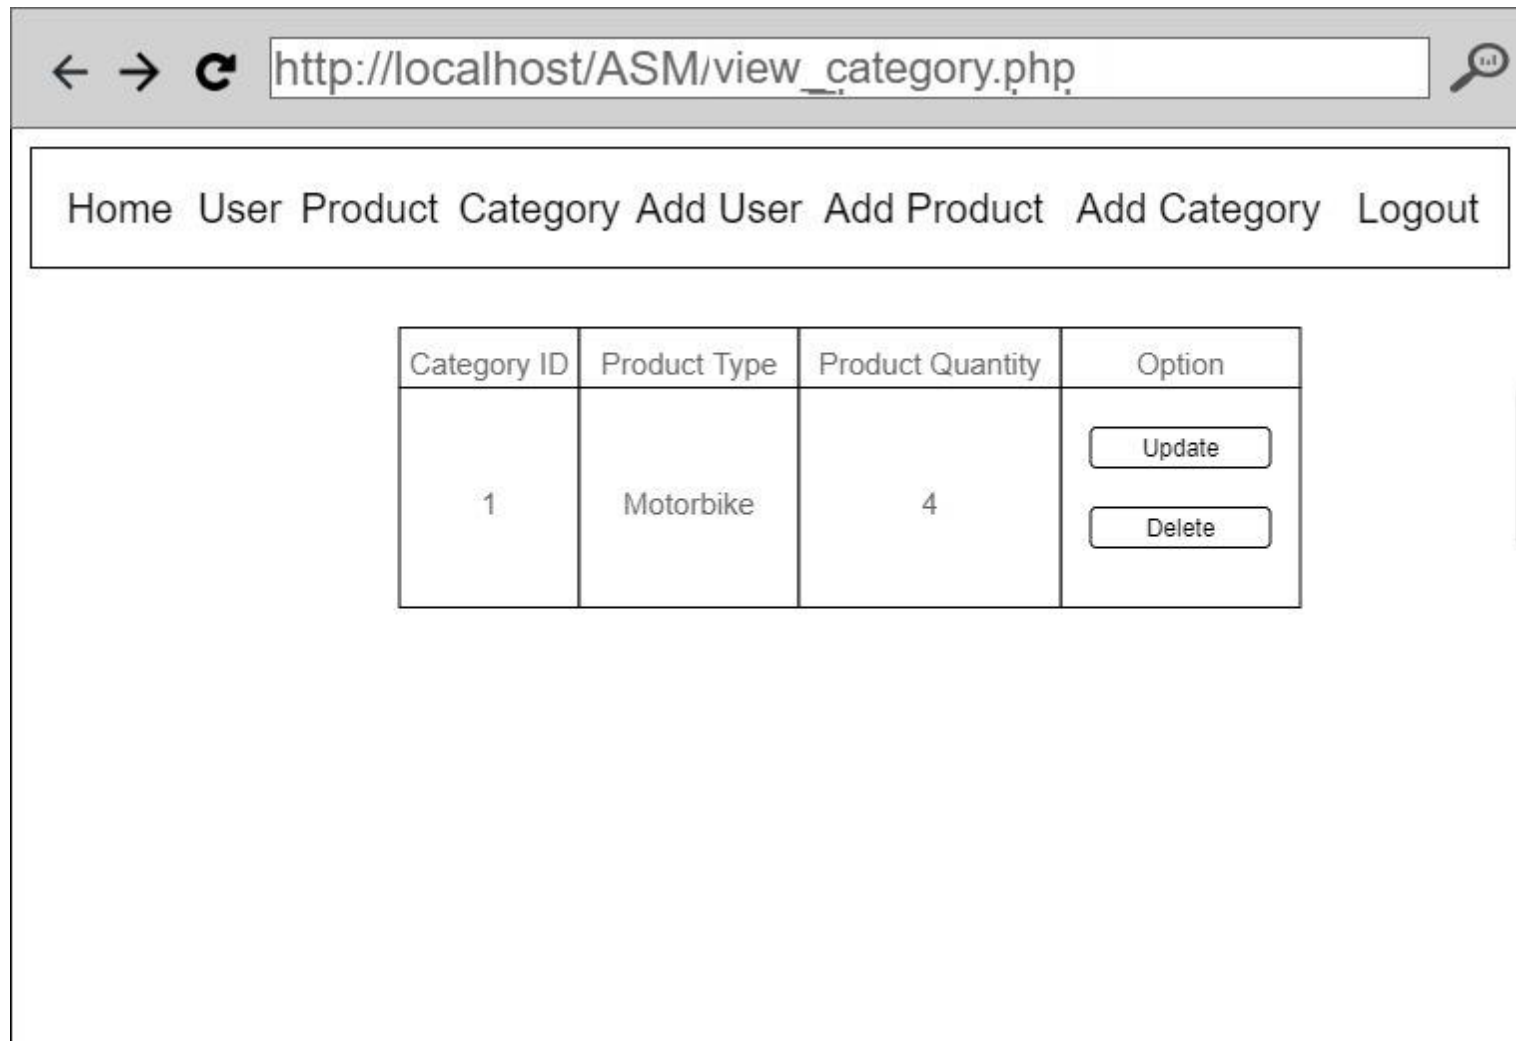 http://localhost/ASM/view_category.php
Home User Product Category Add User Add Product Add Category Logout
Category ID Product Type Product Quantity Option
Update
1 Motorbike 4
Delete